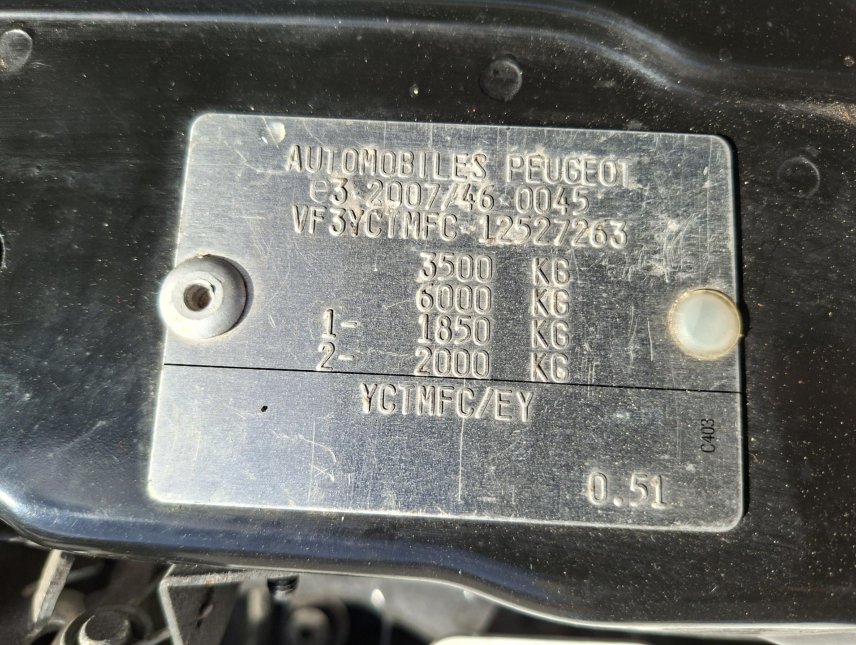 AUTOMOBILES PEUGEOT
e3 2007/46 0045
VF3YCTMFC 12527263
3500 KG
6000 KG
1- 1850 KG
2- 2000 KG
YCTMFC/EY
C403
0.51